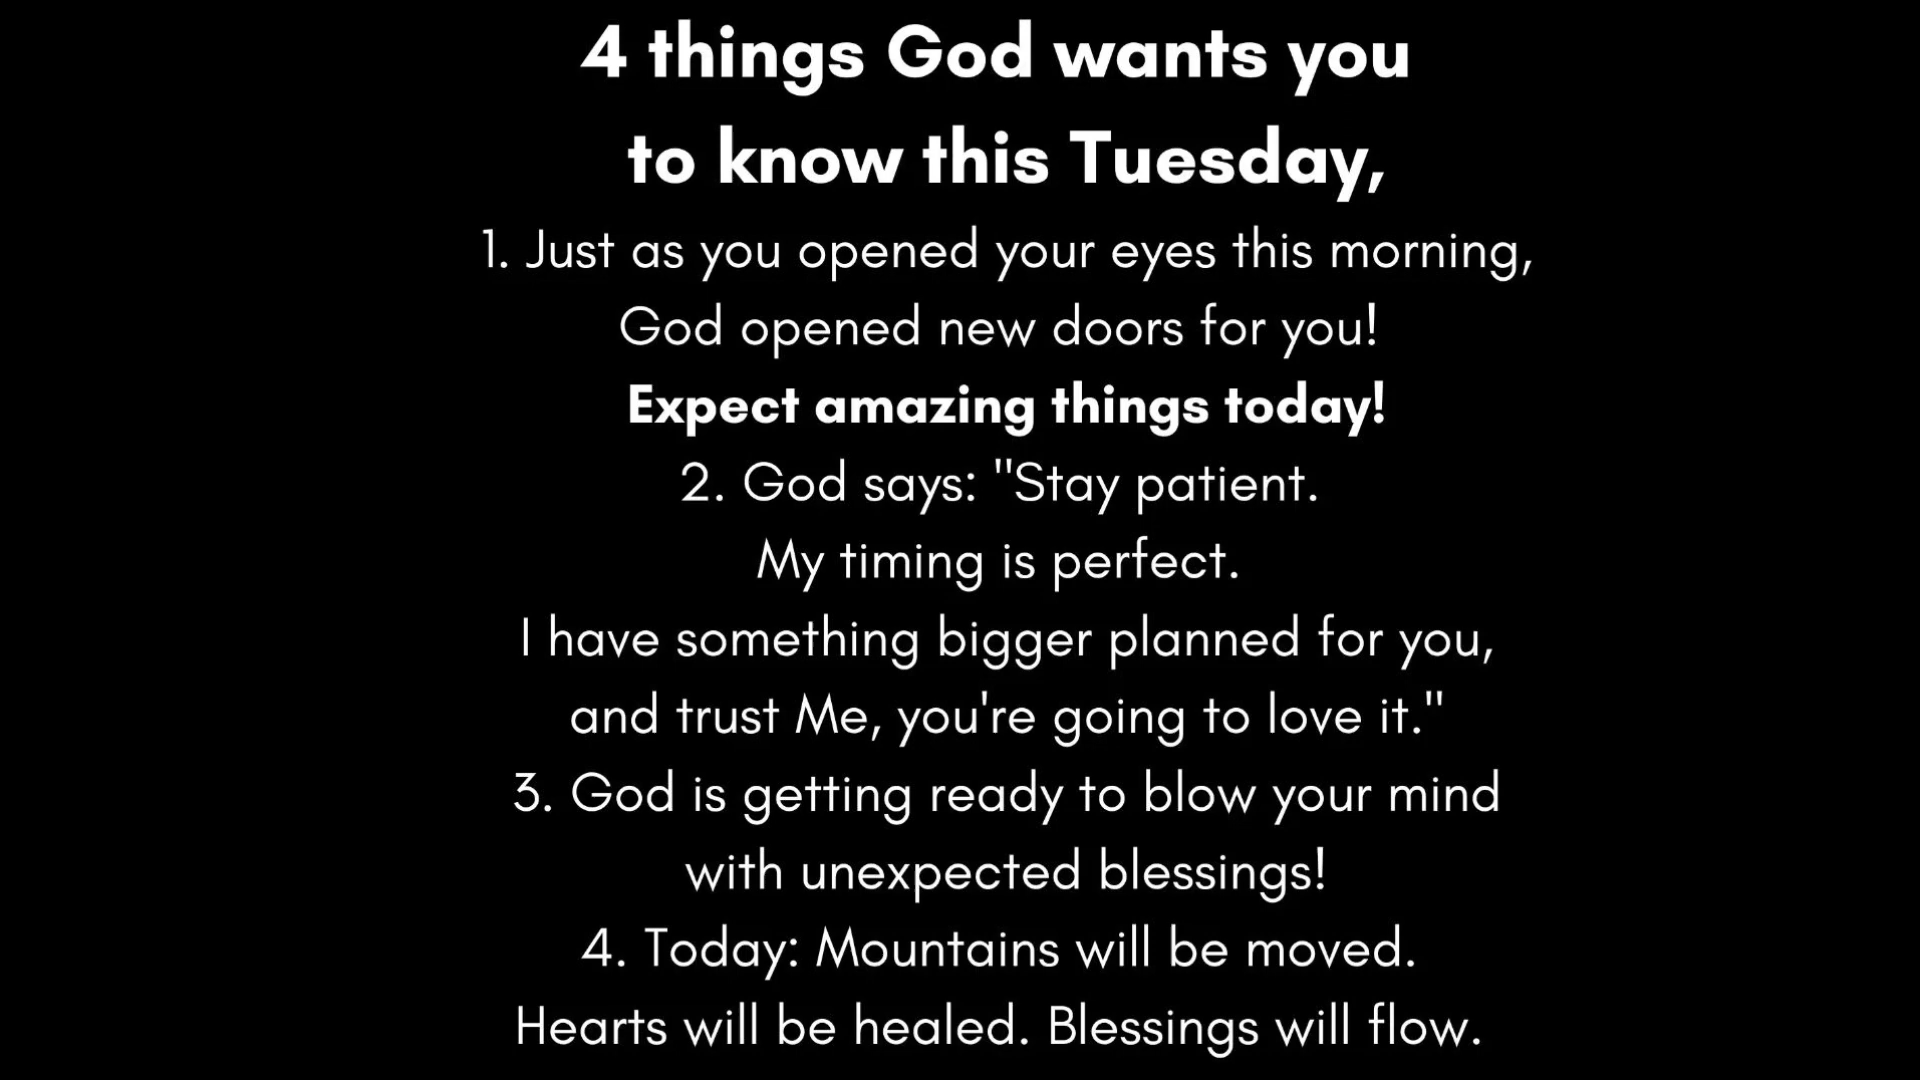 4 things God wants you
to know this Tuesday,
1. Just as you opened your eyes this morning,
God opened new doors for you!
Expect amazing things today!
2. God says: "Stay patient.
My timing is perfect.
I have something bigger planned for you,
and trust Me, you're going to love it."
3. God is getting ready to blow your mind
with unexpected blessings!
4. Today: Mountains will be moved.
Hearts will be healed. Blessings will flow.